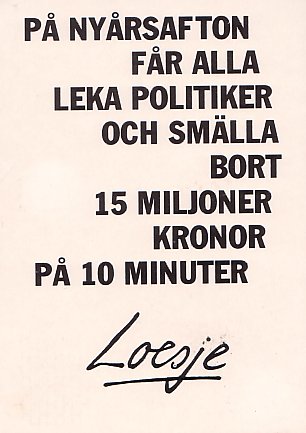 PÅ NYÅRSAFTON
FÅR ALLA
LEKA POLITIKER
OCH SMÄLLA
BORT
15 MILJONER
KRONOR
PÅ 10 MINUTER
Loesje